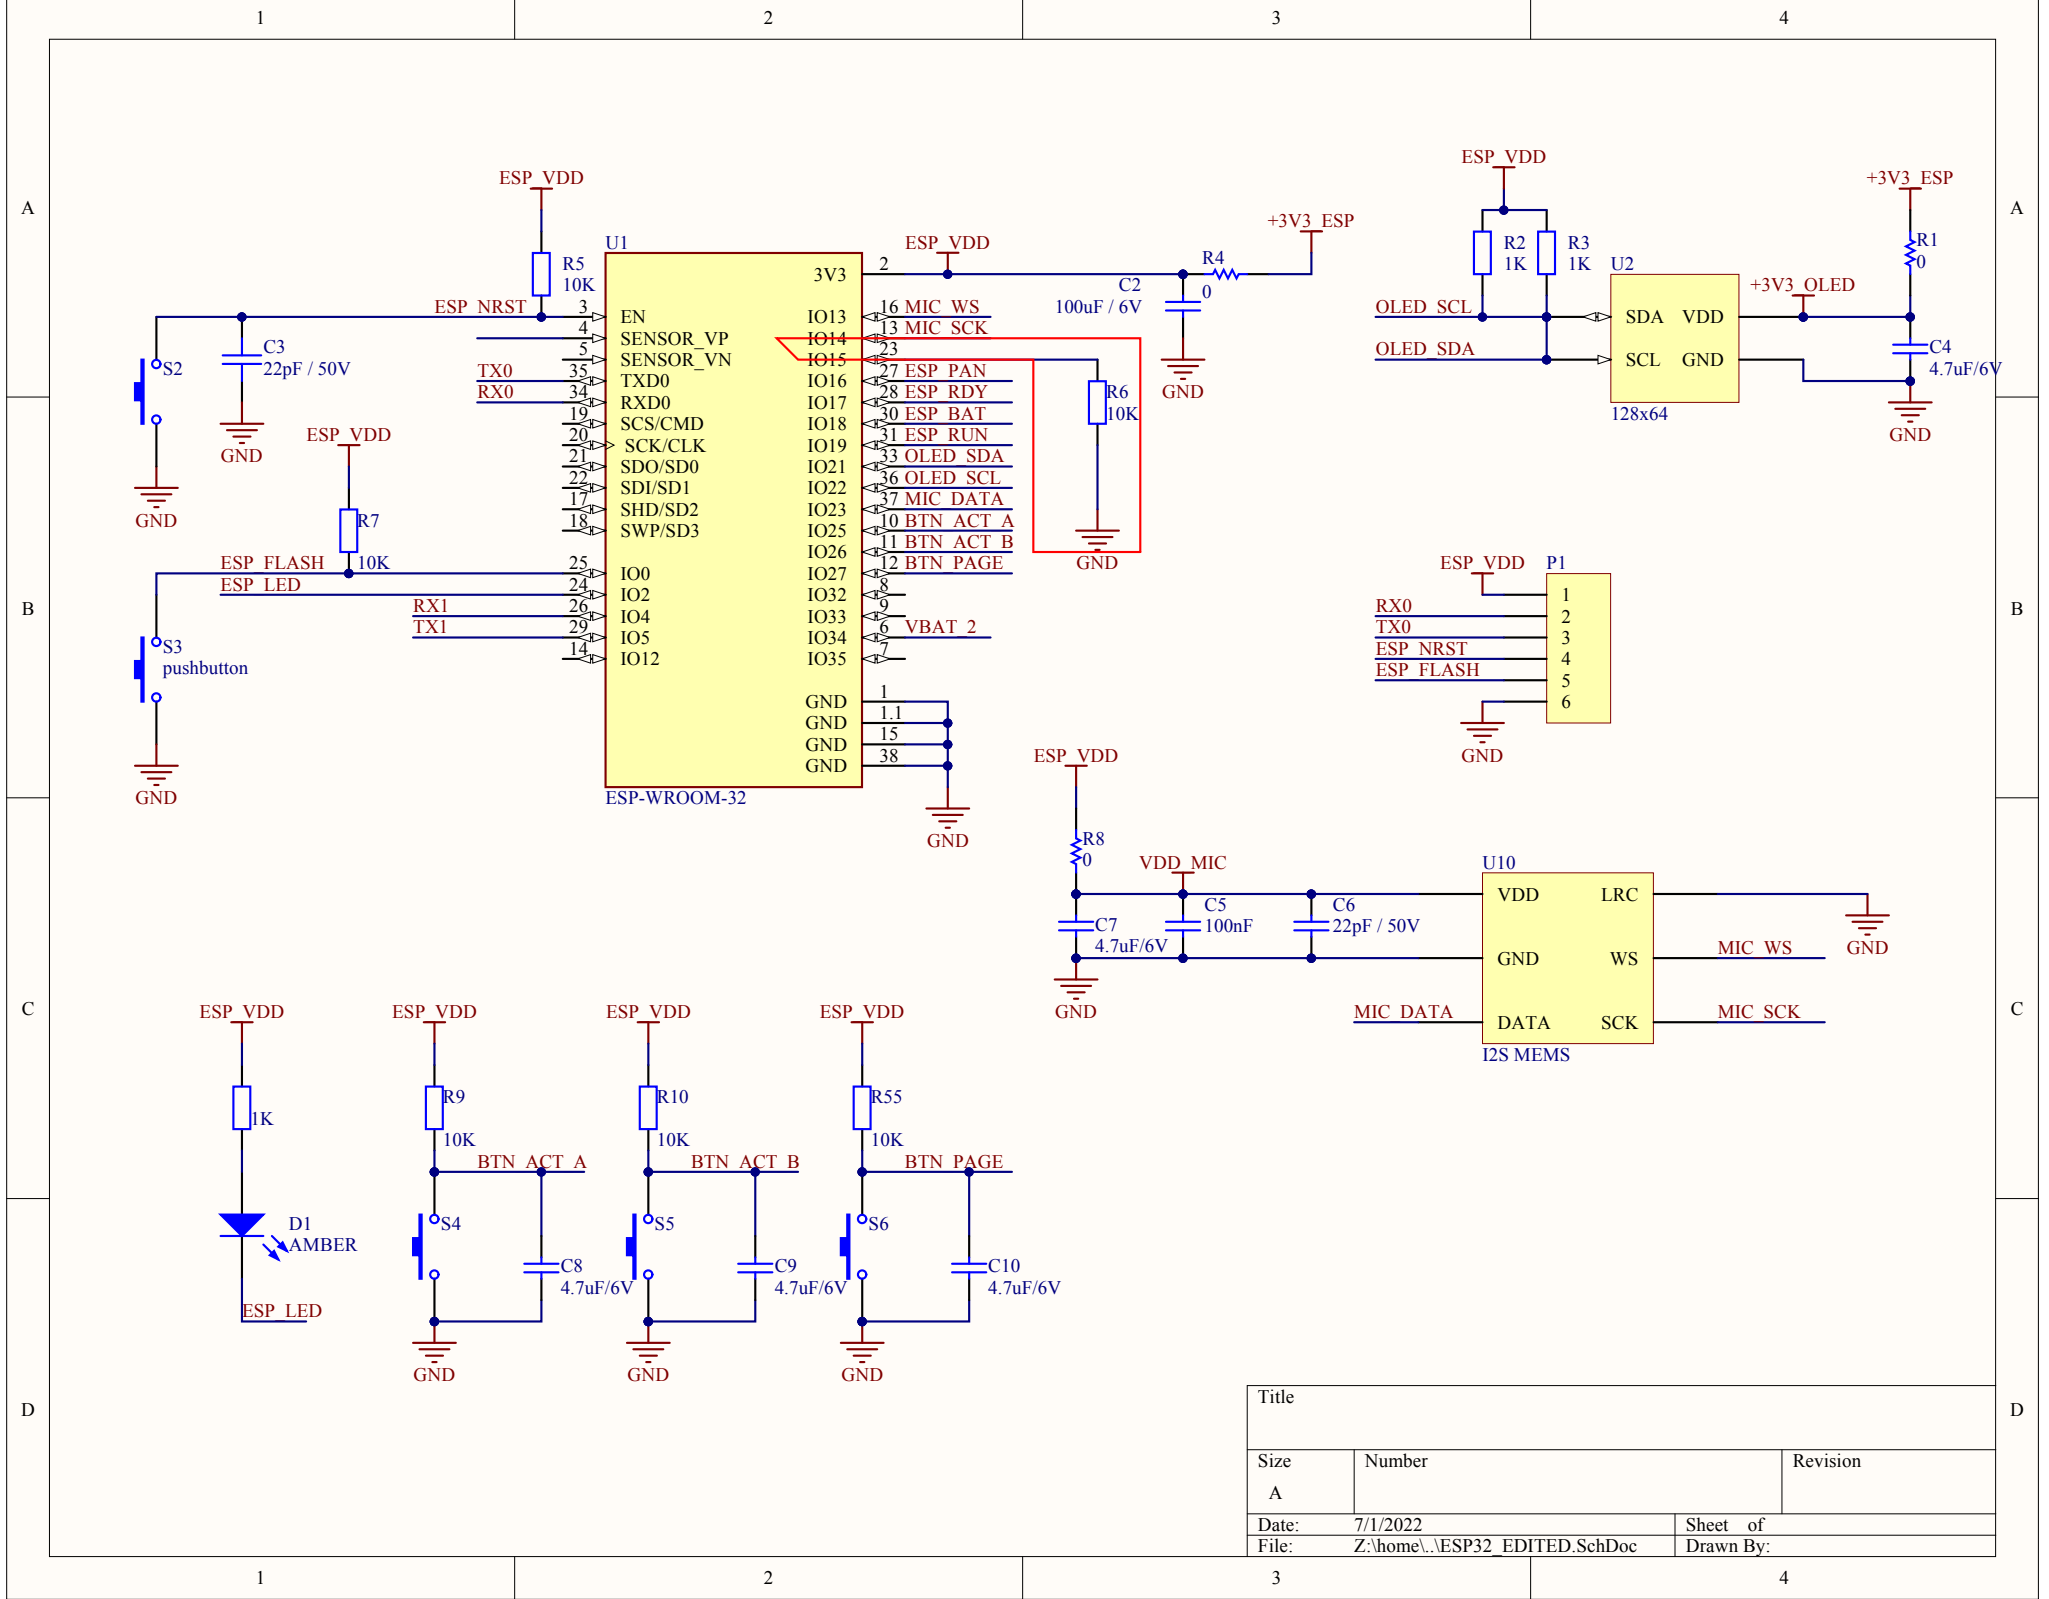 1 2 3 4
A A
B B
C C
D D
1 2 3 4
ESP_VDD
R5
10K
ESP_NRST
S2
C3
22pF / 50V
GND
GND
TX0
RX0
ESP_VDD
R7
10K
ESP_FLASH
ESP_LED
RX1
TX1
S3
pushbutton
GND
U1
3 EN
4 SENSOR_VP
5 SENSOR_VN
35 TXD0
34 RXD0
19 SCS/CMD
20 SCK/CLK
21 SDO/SD0
22 SDI/SD1
17 SHD/SD2
18 SWP/SD3
25 IO0
24 IO2
26 IO4
29 IO5
14 IO12
3V3 2
IO13 16 MIC_WS
IO14 13 MIC_SCK
IO15 23
IO16 27 ESP_PAN
IO17 28 ESP_RDY
IO18 30 ESP_BAT
IO19 31 ESP_RUN
IO21 33 OLED_SDA
IO22 36 OLED_SCL
IO23 37 MIC_DATA
IO25 10 BTN_ACT_A
IO26 11 BTN_ACT_B
IO27 12 BTN_PAGE
IO32 8
IO33 9
IO34 6 VBAT_2
IO35 7
GND 1
GND 1.1
GND 15
GND 38
ESP-WROOM-32
GND
ESP_VDD
C2
100uF / 6V
R4
0
+3V3_ESP
GND
R6
10K
GND
ESP_VDD
R2
1K
R3
1K
OLED_SCL
OLED_SDA
U2
SDA VDD
SCL GND
128x64
+3V3_OLED
+3V3_ESP
R1
0
C4
4.7uF/6V
GND
ESP_VDD
P1
1
RX0 2
TX0 3
ESP_NRST 4
ESP_FLASH 5
6
GND
ESP_VDD
R8
0
VDD_MIC
C7
4.7uF/6V
C5
100nF
C6
22pF / 50V
GND
U10
VDD LRC
GND WS
DATA SCK
I2S MEMS
MIC_DATA
GND
MIC_WS
MIC_SCK
ESP_VDD
1K
D1
AMBER
ESP_LED
ESP_VDD
R9
10K
BTN_ACT_A
S4
C8
4.7uF/6V
GND
ESP_VDD
R10
10K
BTN_ACT_B
S5
C9
4.7uF/6V
GND
ESP_VDD
R55
10K
BTN_PAGE
S6
C10
4.7uF/6V
GND
Title
Size Number Revision
A
Date: 7/1/2022 Sheet of
File: Z:\home\..\ESP32_EDITED.SchDoc Drawn By: